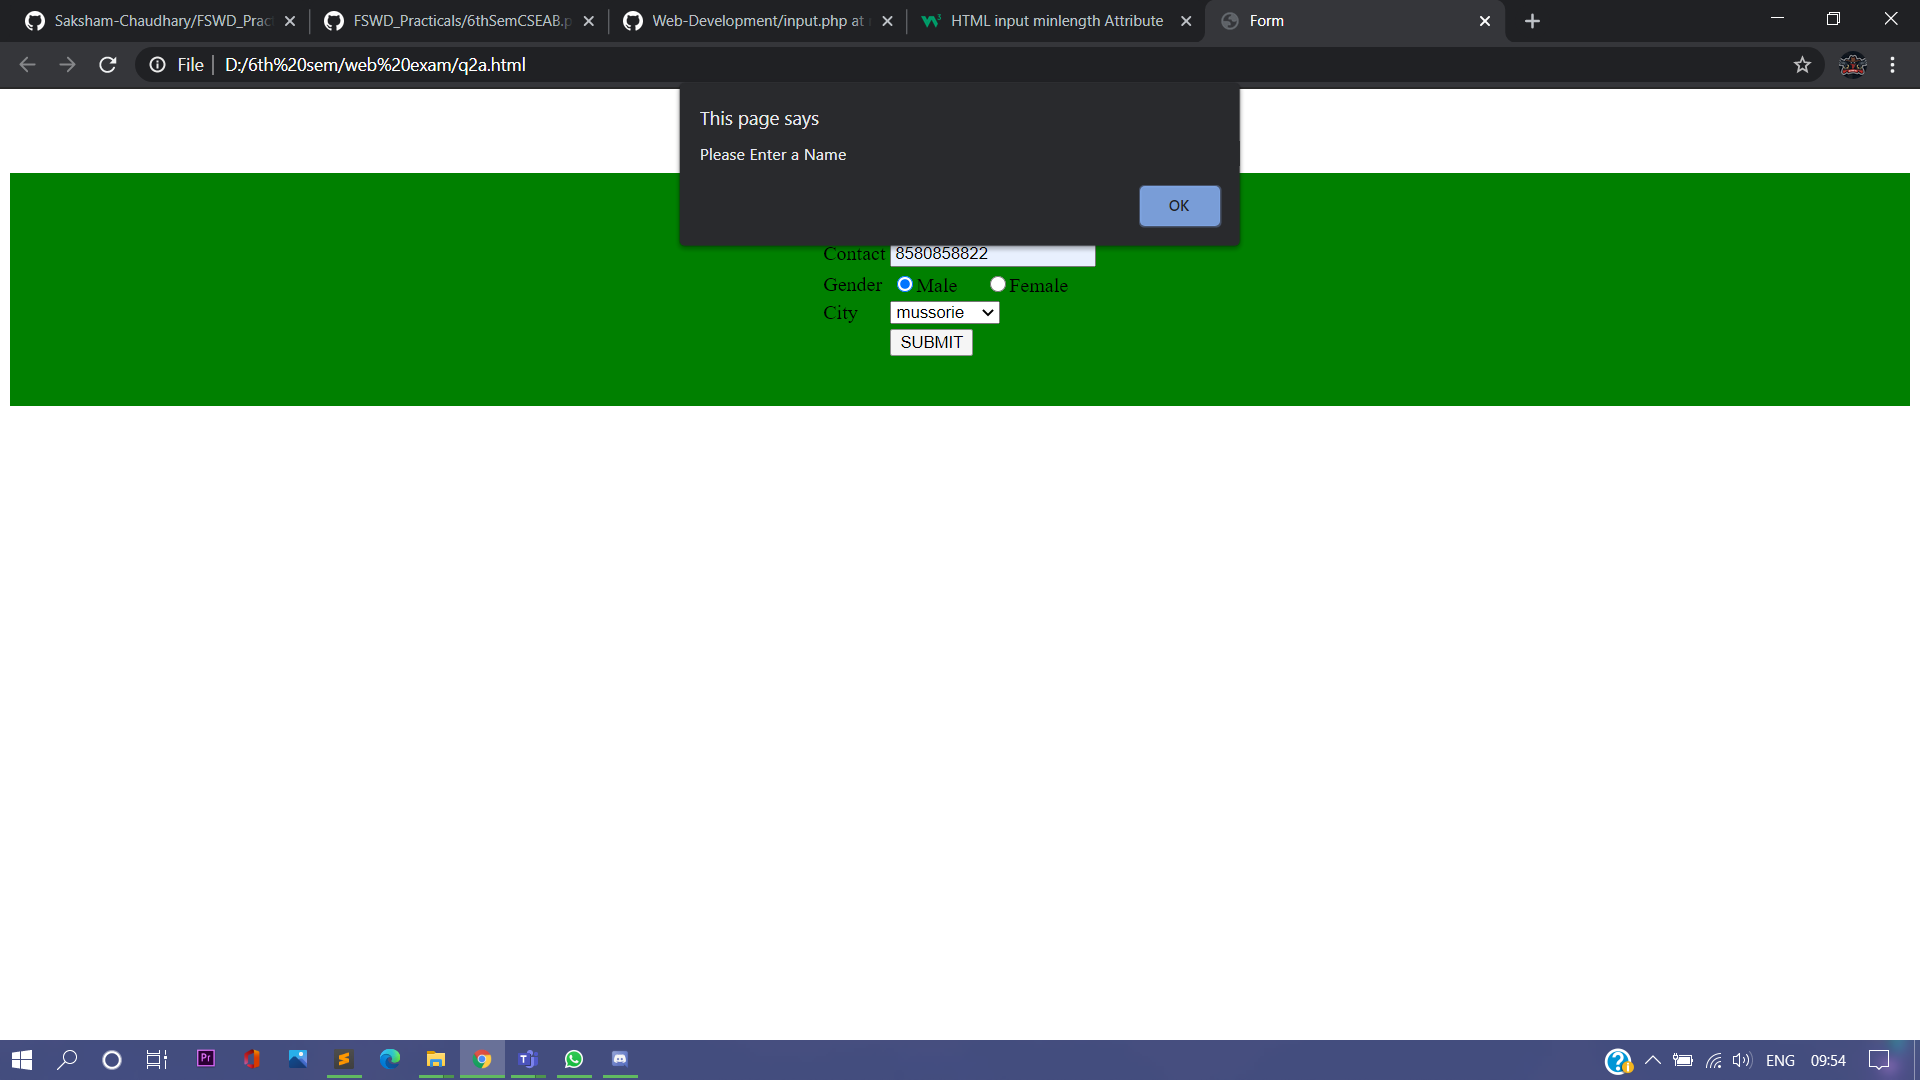 Saksham-Chaudhary/FSWD_Pract
FSWD_Practicals/6thSemCSEAB.p
Web-Development/input.php at
HTML input minlength Attribute
Form
File
D:/6th%20sem/web%20exam/q2a.html
This page says
Please Enter a Name
OK
Contact 8580858822
Gender Male Female
City mussorie
SUBMIT
Pr
ENG 09:54